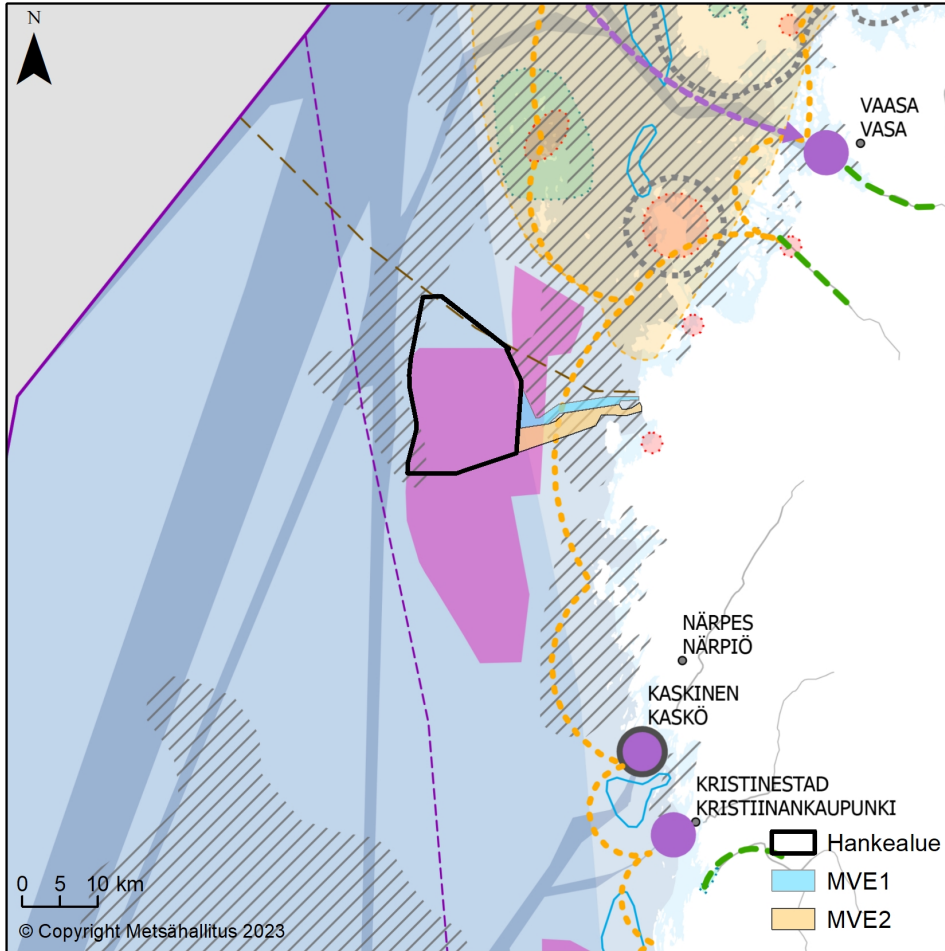 N
VAASA
VASA
NÄRPES
NÄRPIÖ
KASKINEN
KASKÖ
KRISTINESTAD
KRISTIINANKAUPUNKI
Hankealue
MVE1
MVE2
0 5 10 km
© Copyright Metsähallitus 2023